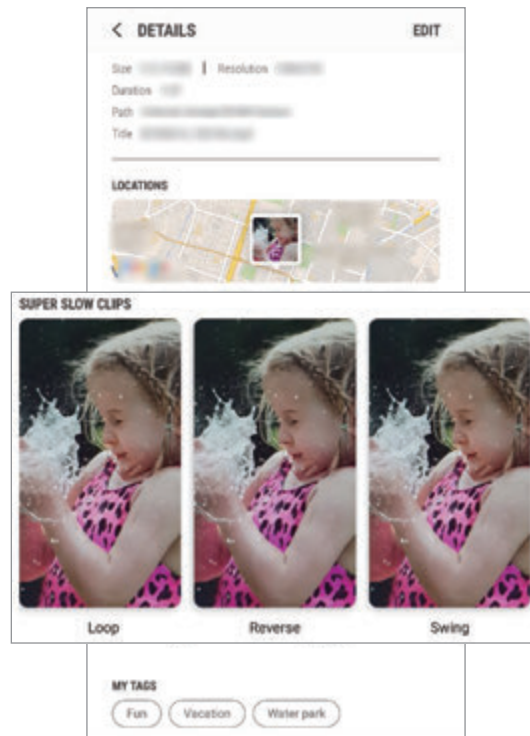 DETAILS EDIT
Size | Resolution
Duration
Path
Title
LOCATIONS
SUPER SLOW CLIPS
Loop Reverse Swing
MY TAGS
Fun Vacation Water park